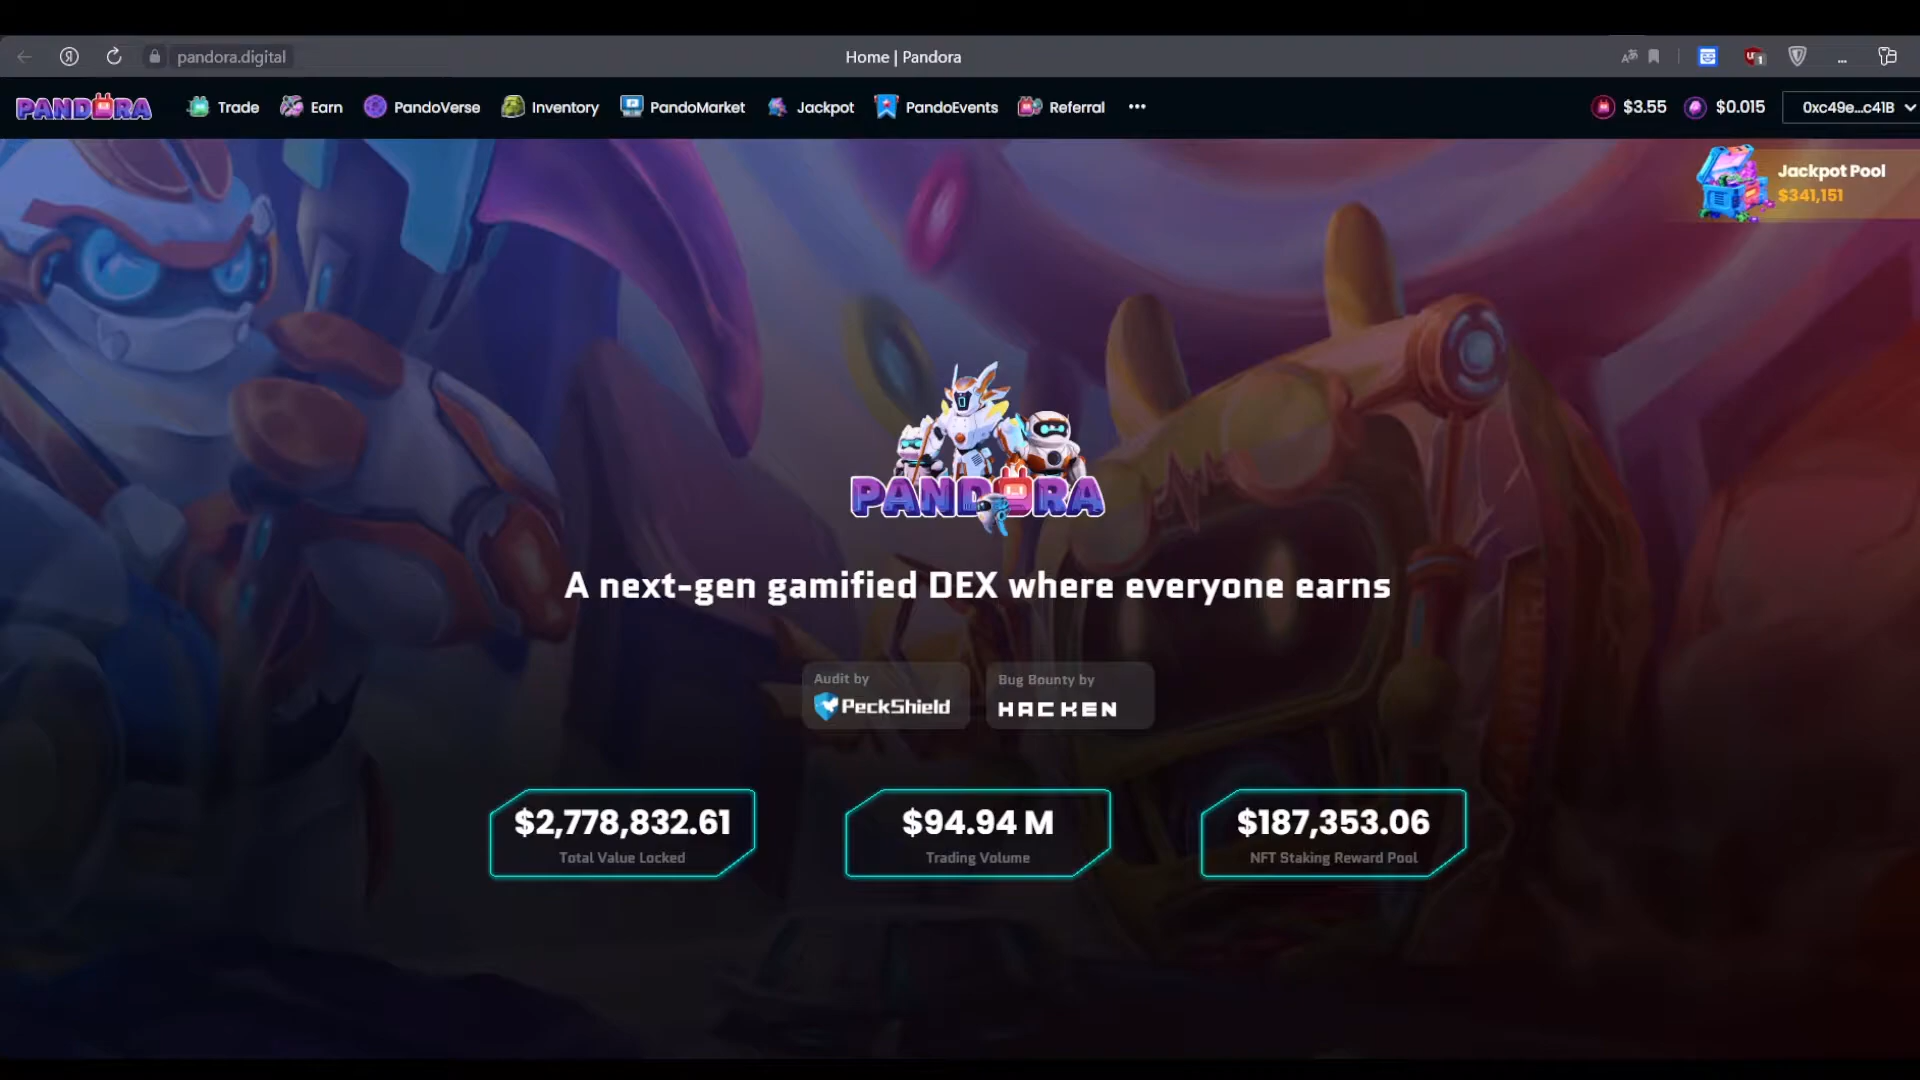 pandora.digital
Home | Pandora
PANDORA
Trade
Earn
PandoVerse
Inventory
PandoMarket
Jackpot
PandoEvents
Referral
•••
$3.55
$0.015
0xc49e...c41B
Jackpot Pool
$341,151
PANDORA
A next-gen gamified DEX where everyone earns
Audit by
PeckShield
Bug Bounty by
HACKEN
$2,778,832.61
Total Value Locked
$94.94 M
Trading Volume
$187,353.06
NFT Staking Reward Pool